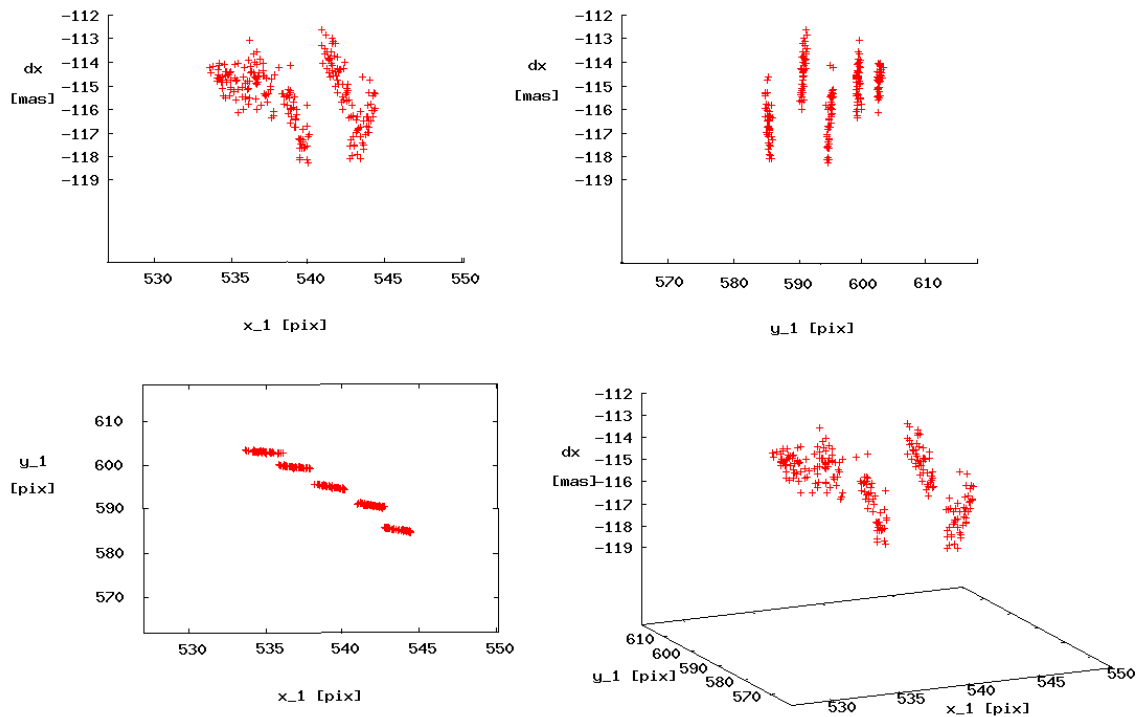 -112
-113
dx
-114
-115
[mas]
-116
-117
-118
-119
530 535 540 545 550
x_1 [pix]
-112
-113
dx
-114
-115
[mas]
-116
-117
-118
-119
570 580 590 600 610
y_1 [pix]
610
y_1
600
[pix]
590
580
570
530 535 540 545 550
x_1 [pix]
-112
-113
-114
dx
-115
[mas]
-116
-117
-118
-119
610
600
590
580
570
y_1 [pix]
530 535 540 545 550
x_1 [pix]